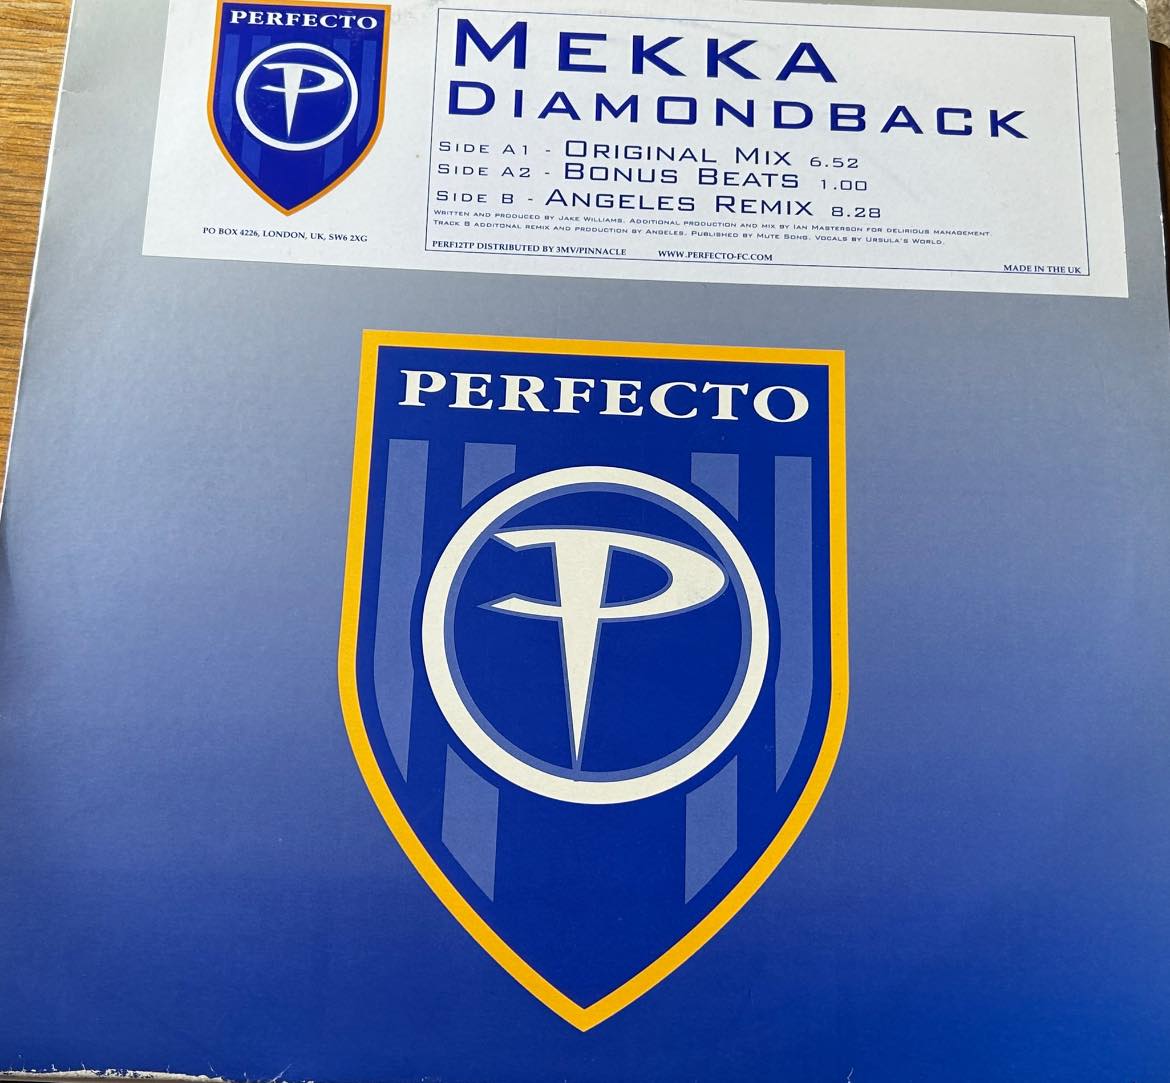 PERFECTO
P
MEKKA
DIAMONDBACK
SIDE A1 - ORIGINAL MIX 6.52
SIDE A2 - BONUS BEATS 1.00
SIDE B - ANGELES REMIX 8.28
WRITTEN AND PRODUCED BY JAKE WILLIAMS. ADDITIONAL PRODUCTION AND MIX BY IAN MASTERSON FOR DELIRIOUS MANAGEMENT.
TRACK B ADDITONAL REMIX AND PRODUCTION BY ANGELES. PUBLISHED BY MUTE SONG. VOCALS BY URSULA'S WORLD.
PO BOX 4226, LONDON, UK, SW6 2XG
PERF12TP DISTRIBUTED BY 3MV/PINNACLE WWW.PERFECTO-FC.COM
MADE IN THE UK
PERFECTO
P